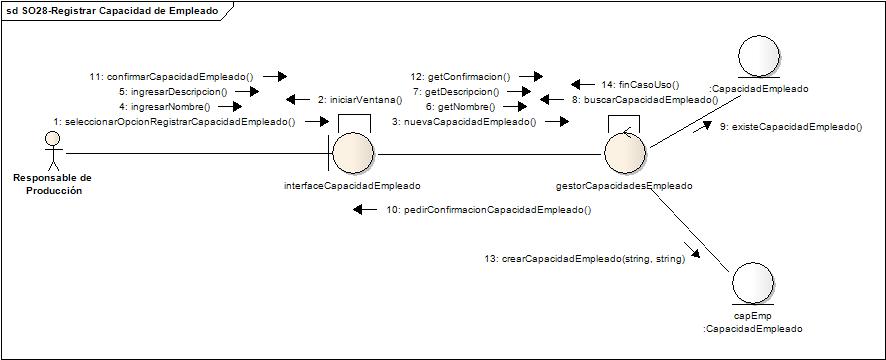 sd SO28-Registrar Capacidad de Empleado
11: confirmarCapacidadEmpleado()
5: ingresarDescripcion()
4: ingresarNombre()
1: seleccionarOpcionRegistrarCapacidadEmpleado()
2: iniciarVentana()
12: getConfirmacion()
7: getDescripcion()
6: getNombre()
3: nuevaCapacidadEmpleado()
14: finCasoUso()
8: buscarCapacidadEmpleado()
:CapacidadEmpleado
9: existeCapacidadEmpleado()
Responsable de
Producción
interfaceCapacidadEmpleado
gestorCapacidadesEmpleado
10: pedirConfirmacionCapacidadEmpleado()
13: crearCapacidadEmpleado(string, string)
capEmp
:CapacidadEmpleado